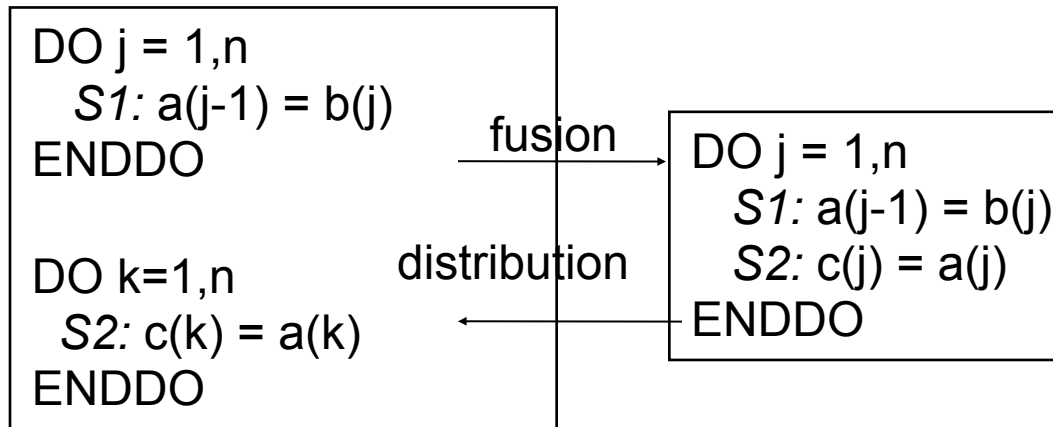 DO j = 1,n
S1: a(j-1) = b(j)
ENDDO
DO k=1,n
S2: c(k) = a(k)
ENDDO
fusion
distribution
DO j = 1,n
S1: a(j-1) = b(j)
S2: c(j) = a(j)
ENDDO